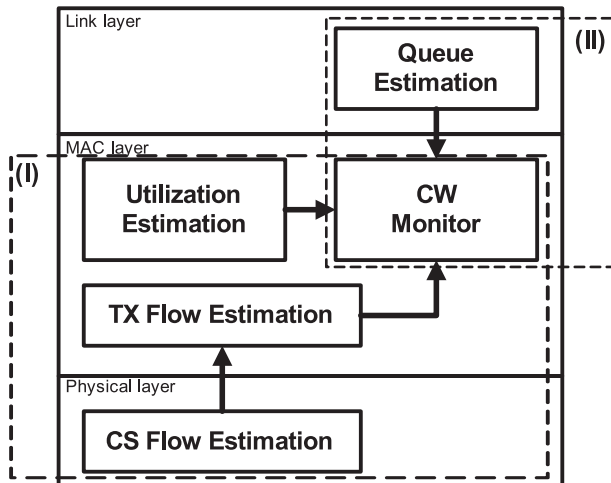 Link layer
Queue
Estimation
(II)
MAC layer
(I)
Utilization
Estimation
CW
Monitor
TX Flow Estimation
Physical layer
CS Flow Estimation